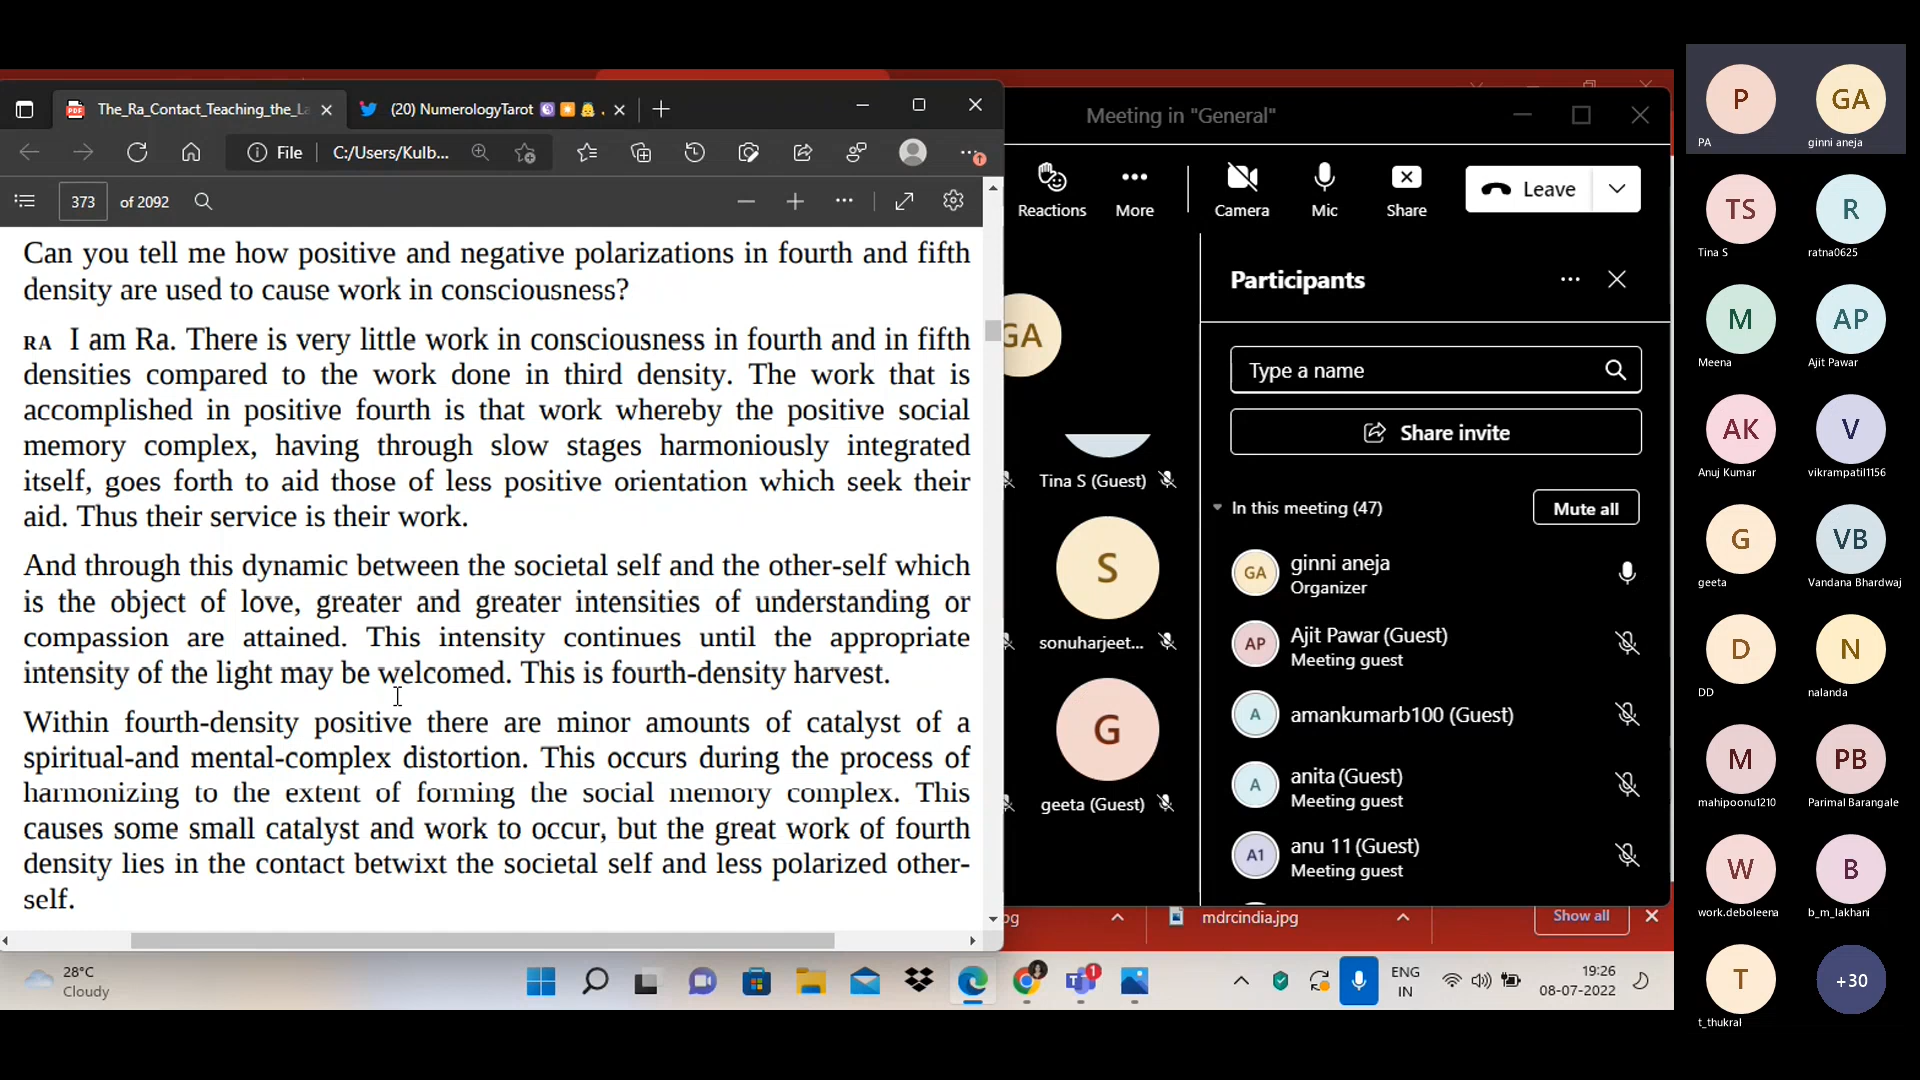 The_Ra_Contact_Teaching_the_La
(20) NumerologyTarot
File
C:/Users/Kulb...
373
of 2092
Can you tell me how positive and negative polarizations in fourth and fifth
density are used to cause work in consciousness?
RA I am Ra. There is very little work in consciousness in fourth and in fifth
densities compared to the work done in third density. The work that is
accomplished in positive fourth is that work whereby the positive social
memory complex, having through slow stages harmoniously integrated
itself, goes forth to aid those of less positive orientation which seek their
aid. Thus their service is their work.
And through this dynamic between the societal self and the other-self which
is the object of love, greater and greater intensities of understanding or
compassion are attained. This intensity continues until the appropriate
intensity of the light may be welcomed. This is fourth-density harvest.
Within fourth-density positive there are minor amounts of catalyst of a
spiritual-and mental-complex distortion. This occurs during the process of
harmonizing to the extent of forming the social memory complex. This
causes some small catalyst and work to occur, but the great work of fourth
density lies in the contact betwixt the societal self and less polarized other-
self.
Meeting in "General"
Reactions
More
Camera
Mic
Share
Leave
GA
Tina S (Guest)
S
sonuharjeet...
G
geeta (Guest)
Participants
Type a name
Share invite
In this meeting (47)
Mute all
GA
ginni aneja
Organizer
AP
Ajit Pawar (Guest)
Meeting guest
A
amankumarb100 (Guest)
A
anita (Guest)
Meeting guest
A1
anu 11 (Guest)
Meeting guest
mdrcindia.jpg
Show all
28°C
Cloudy
1
ENG
IN
19:26
08-07-2022
P
PA
GA
ginni aneja
TS
Tina S
R
ratna0625
M
Meena
AP
Ajit Pawar
AK
Anuj Kumar
V
vikrampatil1156
G
geeta
VB
Vandana Bhardwaj
D
DD
N
nalanda
M
mahipoonu1210
PB
Parimal Barangale
W
work.deboleena
B
b_m_lakhani
T
t_thukral
+30